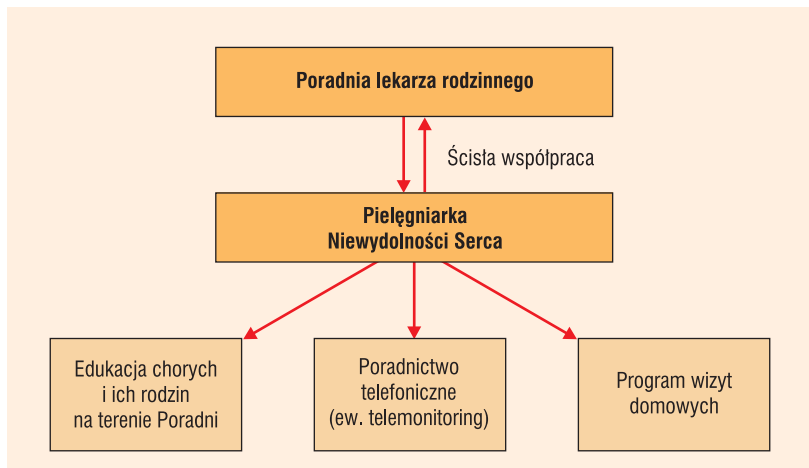 Poradnia lekarza rodzinnego
Ścisła współpraca
Pielęgniarka
Niewydolności Serca
Edukacja chorych
i ich rodzin
na terenie Poradni
Poradnictwo
telefoniczne
(ew. telemonitoring)
Program wizyt
domowych